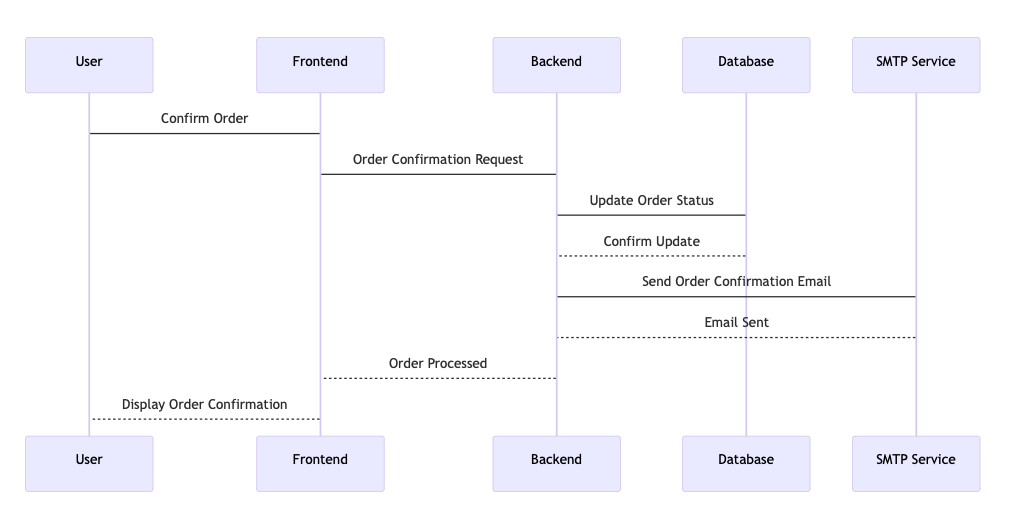 User
Frontend
Backend
Database
SMTP Service
Confirm Order
Order Confirmation Request
Update Order Status
Confirm Update
Send Order Confirmation Email
Email Sent
Order Processed
Display Order Confirmation
User
Frontend
Backend
Database
SMTP Service